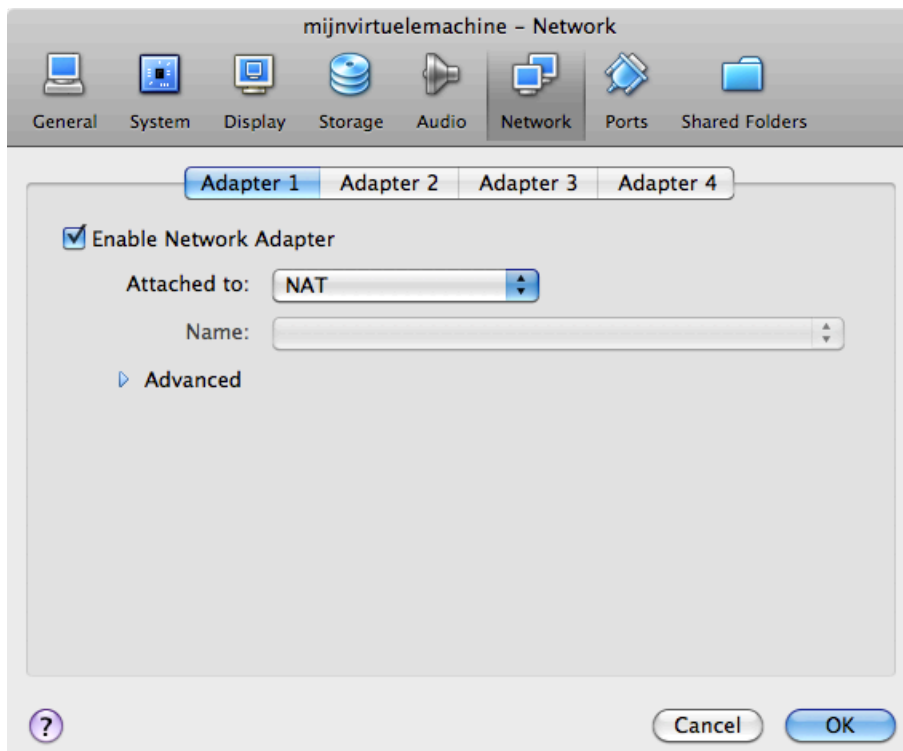 mijnvirtuelemachine – Network
General System Display Storage Audio Network Ports Shared Folders
Adapter 1 Adapter 2 Adapter 3 Adapter 4
Enable Network Adapter
Attached to: NAT
Name:
Advanced
? Cancel OK